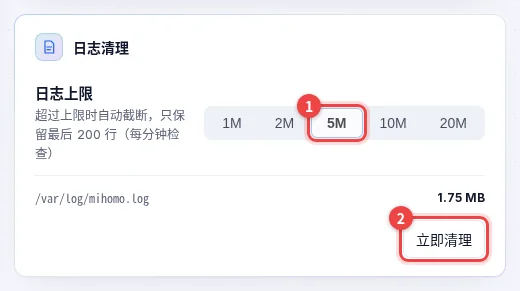 日志清理
日志上限
超过上限时自动截断，只保
留最后 200 行（每分钟检
查）
1
1M 2M 5M 10M 20M
/var/log/mihomo.log 1.75 MB
2
立即清理